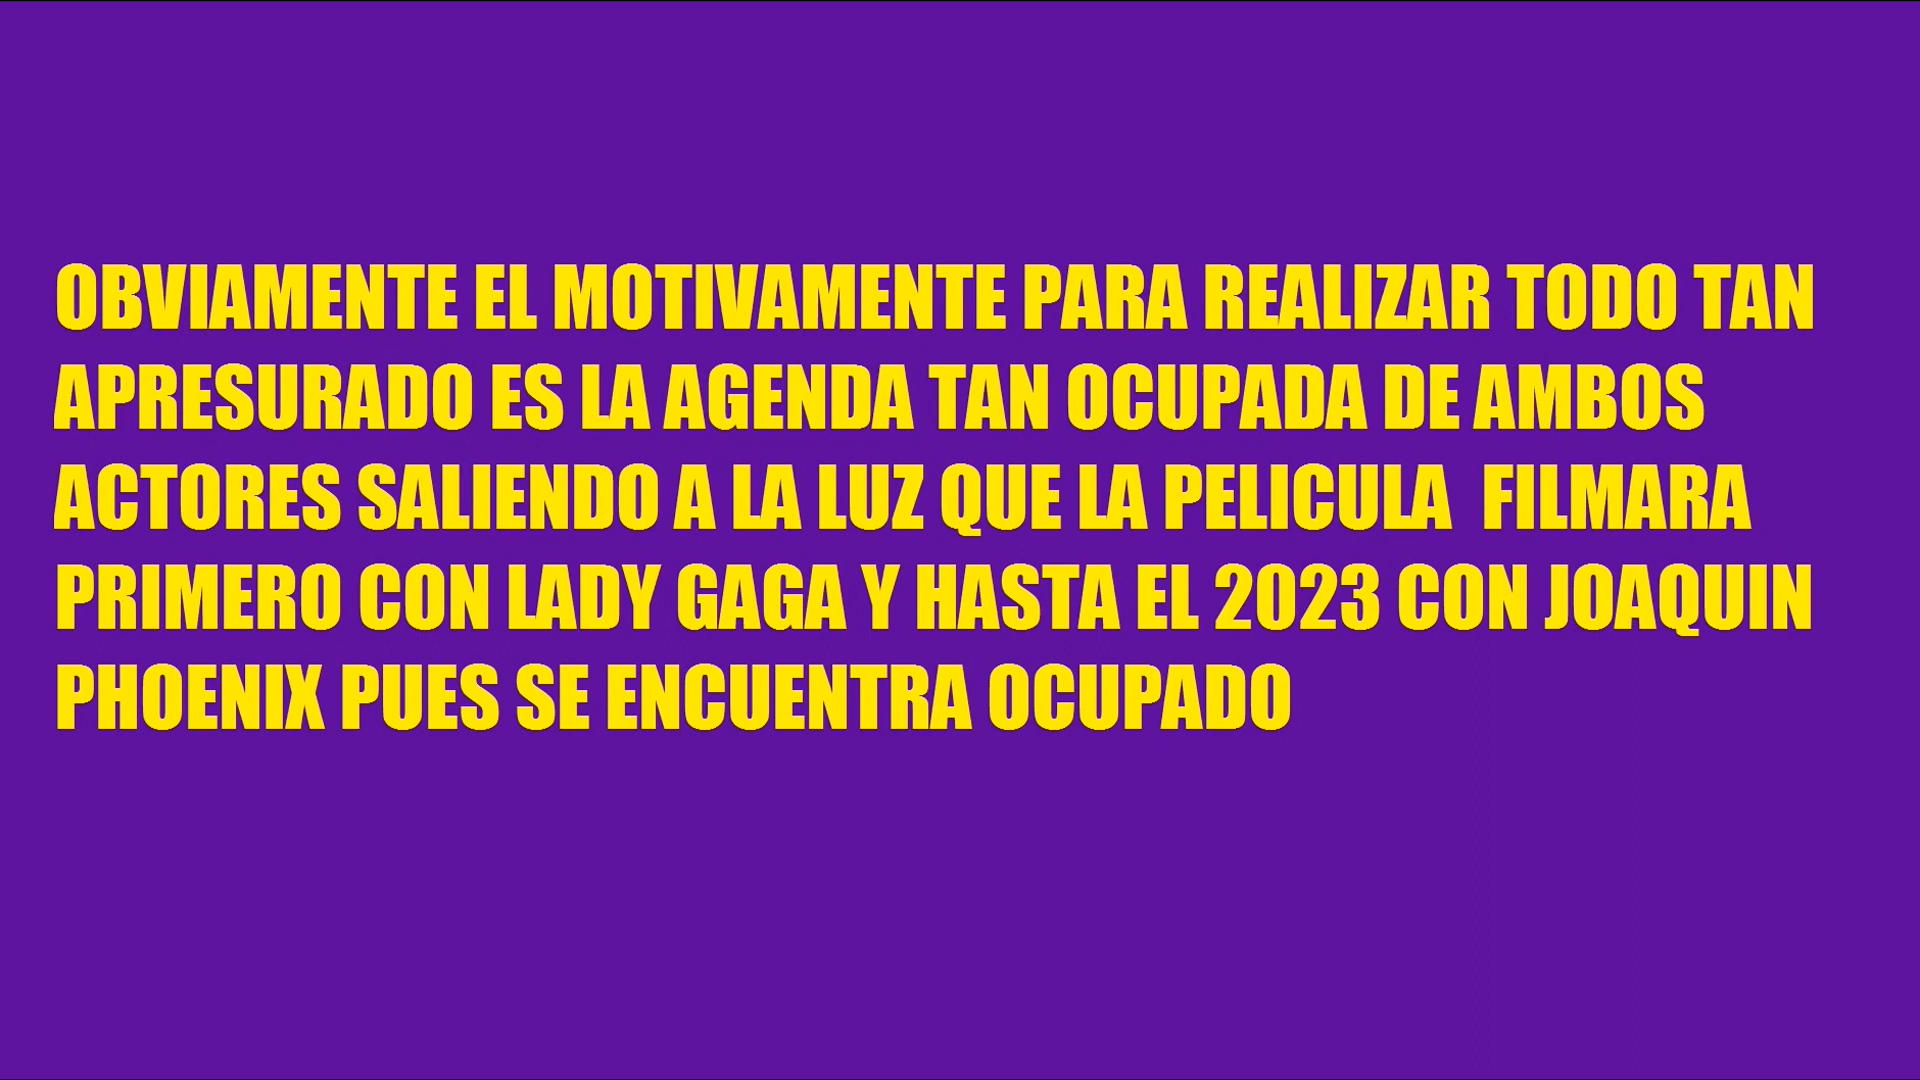 OBVIAMENTE EL MOTIVAMENTE PARA REALIZAR TODO TAN
APRESURADO ES LA AGENDA TAN OCUPADA DE AMBOS
ACTORES SALIENDO A LA LUZ QUE LA PELICULA  FILMARA
PRIMERO CON LADY GAGA Y HASTA EL 2023 CON JOAQUIN
PHOENIX PUES SE ENCUENTRA OCUPADO